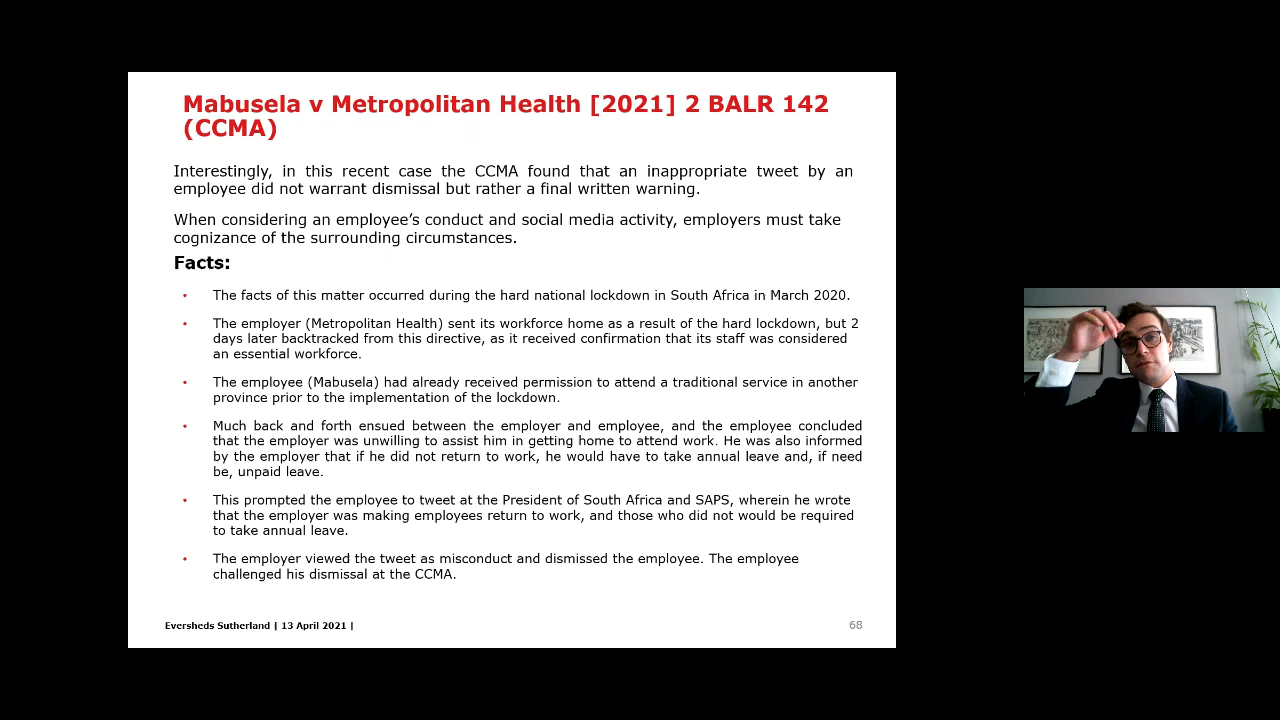 Mabusela v Metropolitan Health [2021] 2 BALR 142
(CCMA)
Interestingly, in this recent case the CCMA found that an inappropriate tweet by an
employee did not warrant dismissal but rather a final written warning.
When considering an employee’s conduct and social media activity, employers must take
cognizance of the surrounding circumstances.
Facts:
• The facts of this matter occurred during the hard national lockdown in South Africa in March 2020.
• The employer (Metropolitan Health) sent its workforce home as a result of the hard lockdown, but 2
days later backtracked from this directive, as it received confirmation that its staff was considered
an essential workforce.
• The employee (Mabusela) had already received permission to attend a traditional service in another
province prior to the implementation of the lockdown.
• Much back and forth ensued between the employer and employee, and the employee concluded
that the employer was unwilling to assist him in getting home to attend work. He was also informed
by the employer that if he did not return to work, he would have to take annual leave and, if need
be, unpaid leave.
• This prompted the employee to tweet at the President of South Africa and SAPS, wherein he wrote
that the employer was making employees return to work, and those who did not would be required
to take annual leave.
• The employer viewed the tweet as misconduct and dismissed the employee. The employee
challenged his dismissal at the CCMA.
Eversheds Sutherland | 13 April 2021 |
68